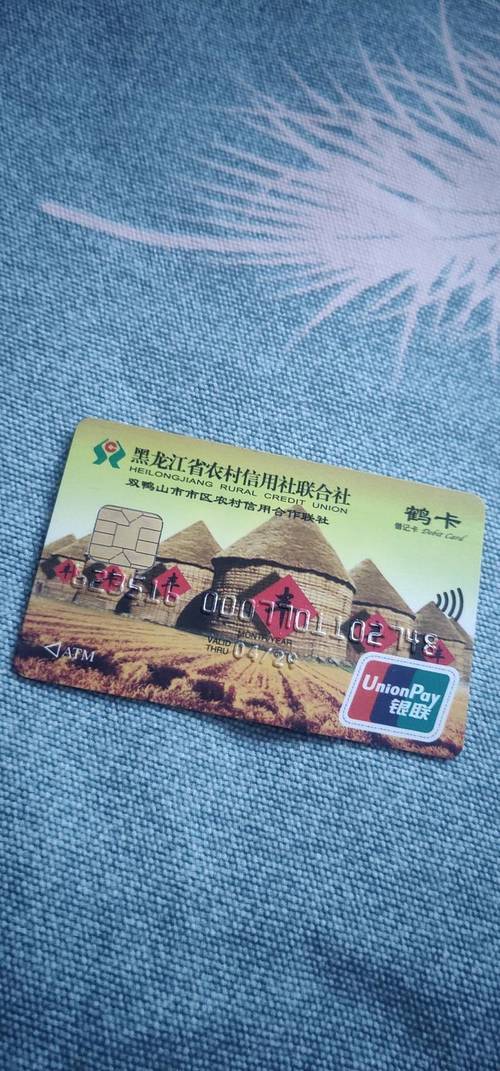 黑龙江省农村信用社联合社
HEILONGJIANG RURAL CREDIT UNION
双鸭山市市区农村信用合作联社
鹤卡
借记卡 Debit Card
0007701102748
MONTH/YEAR
VALID THRU
ATM
UnionPay
银联